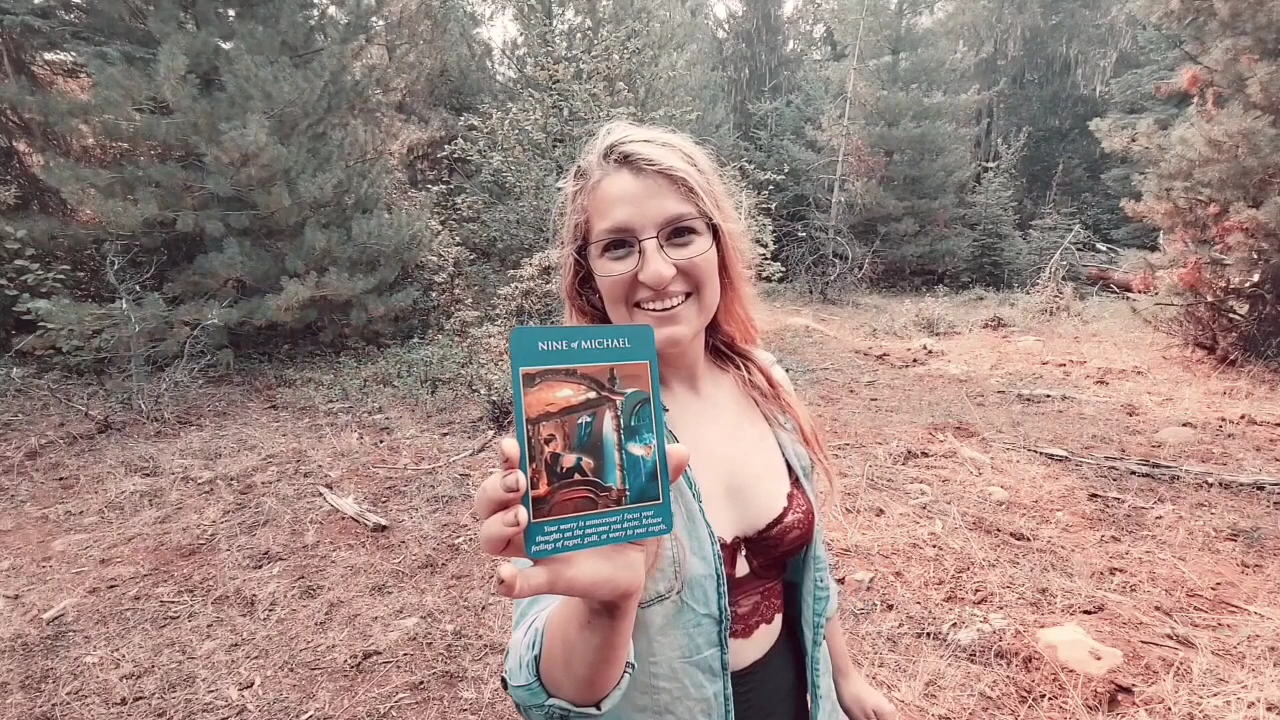 NINE of MICHAEL
Your worry is unnecessary! Focus your
thoughts on the outcome you desire. Release
feelings of regret, guilt, or worry to your angels.